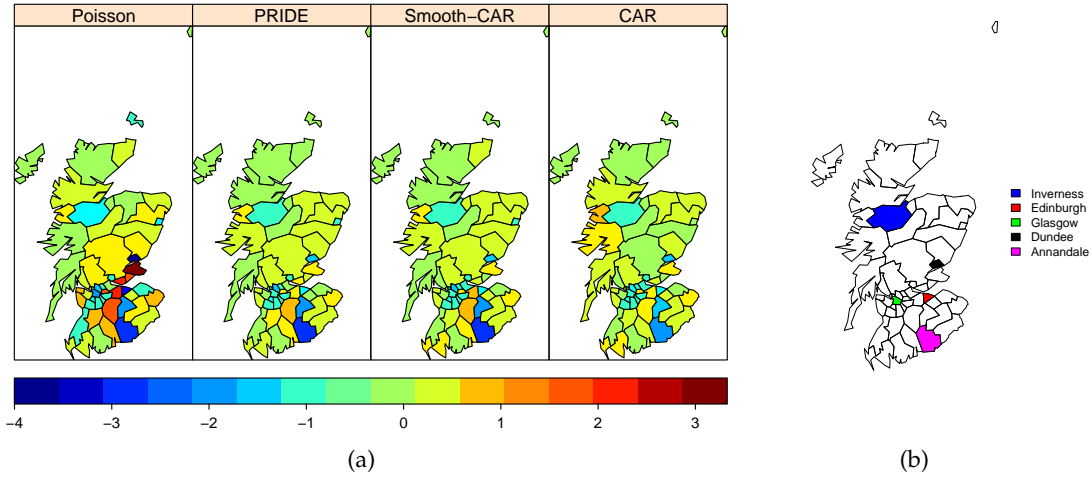 Poisson PRIDE Smooth−CAR CAR
Inverness
Edinburgh
Glasgow
Dundee
Annandale
−4 −3 −2 −1 0 1 2 3
(a) (b)